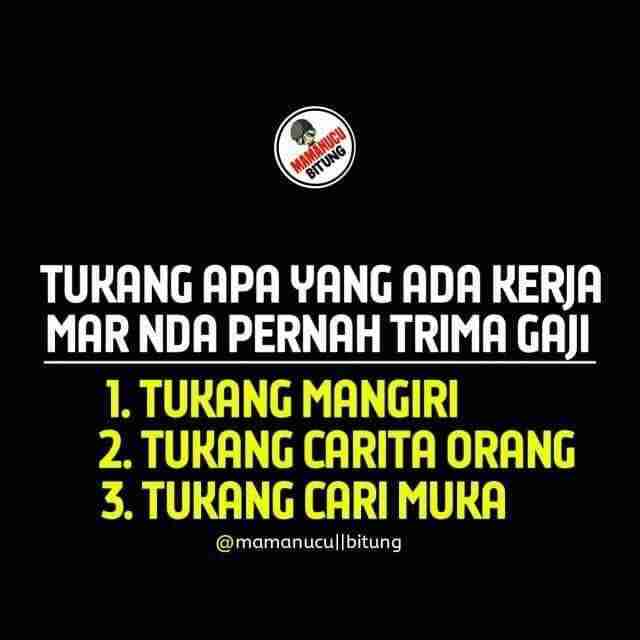 MAMANUCU
BITUNG
TUKANG APA YANG ADA KERJA
MAR NDA PERNAH TRIMA GAJI
1. TUKANG MANGIRI
2. TUKANG CARITA ORANG
3. TUKANG CARI MUKA
@mamanucu||bitung